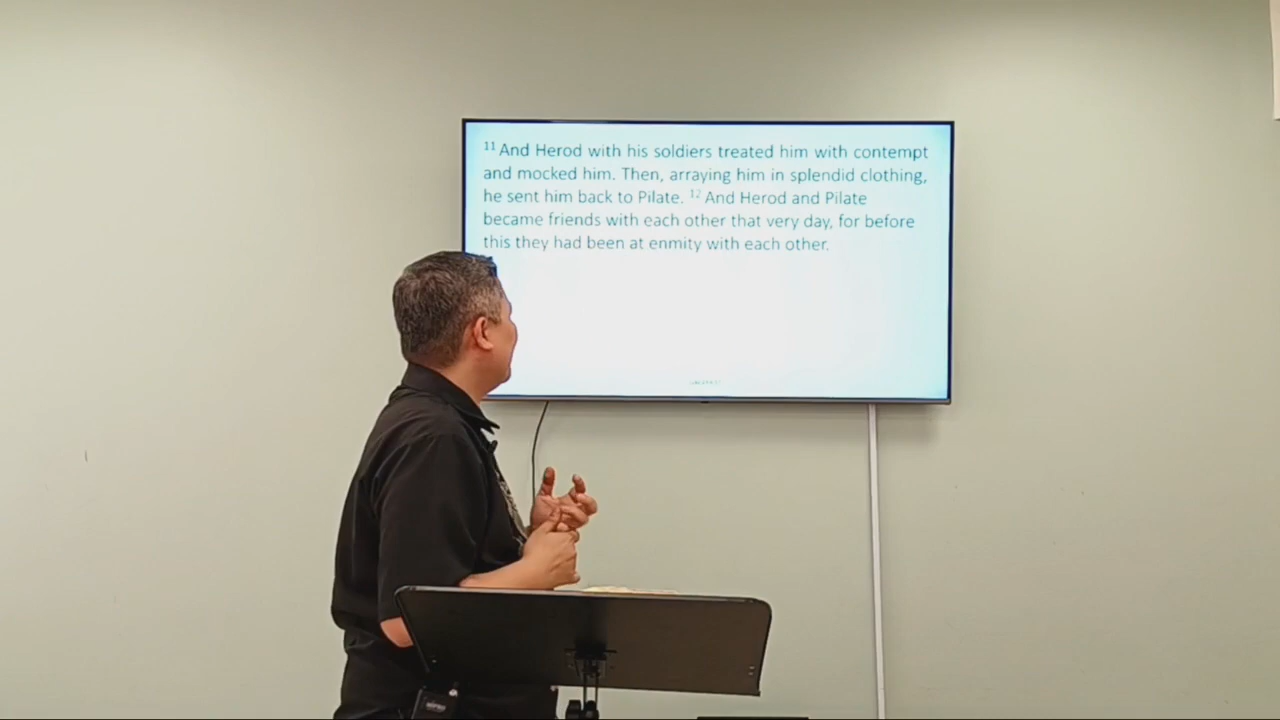 ¹¹ And Herod with his soldiers treated him with contempt
and mocked him. Then, arraying him in splendid clothing,
he sent him back to Pilate. ¹² And Herod and Pilate
became friends with each other that very day, for before
this they had been at enmity with each other.